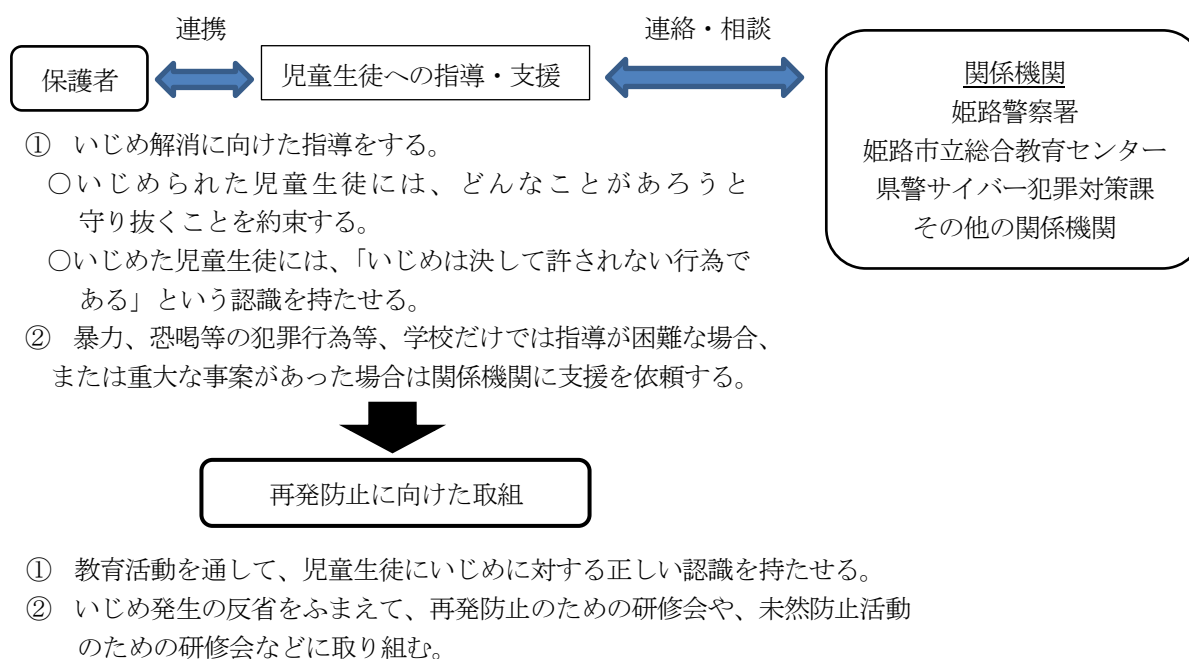 連携
連絡・相談
保護者
児童生徒への指導・支援
関係機関
姫路警察署
姫路市立総合教育センター
県警サイバー犯罪対策課
その他の関係機関
① いじめ解消に向けた指導をする。
○いじめられた児童生徒には、どんなことがあろうと
守り抜くことを約束する。
○いじめた児童生徒には、「いじめは決して許されない行為で
ある」という認識を持たせる。
② 暴力、恐喝等の犯罪行為等、学校だけでは指導が困難な場合、
または重大な事案があった場合は関係機関に支援を依頼する。
再発防止に向けた取組
① 教育活動を通して、児童生徒にいじめに対する正しい認識を持たせる。
② いじめ発生の反省をふまえて、再発防止のための研修会や、未然防止活動
のための研修会などに取り組む。